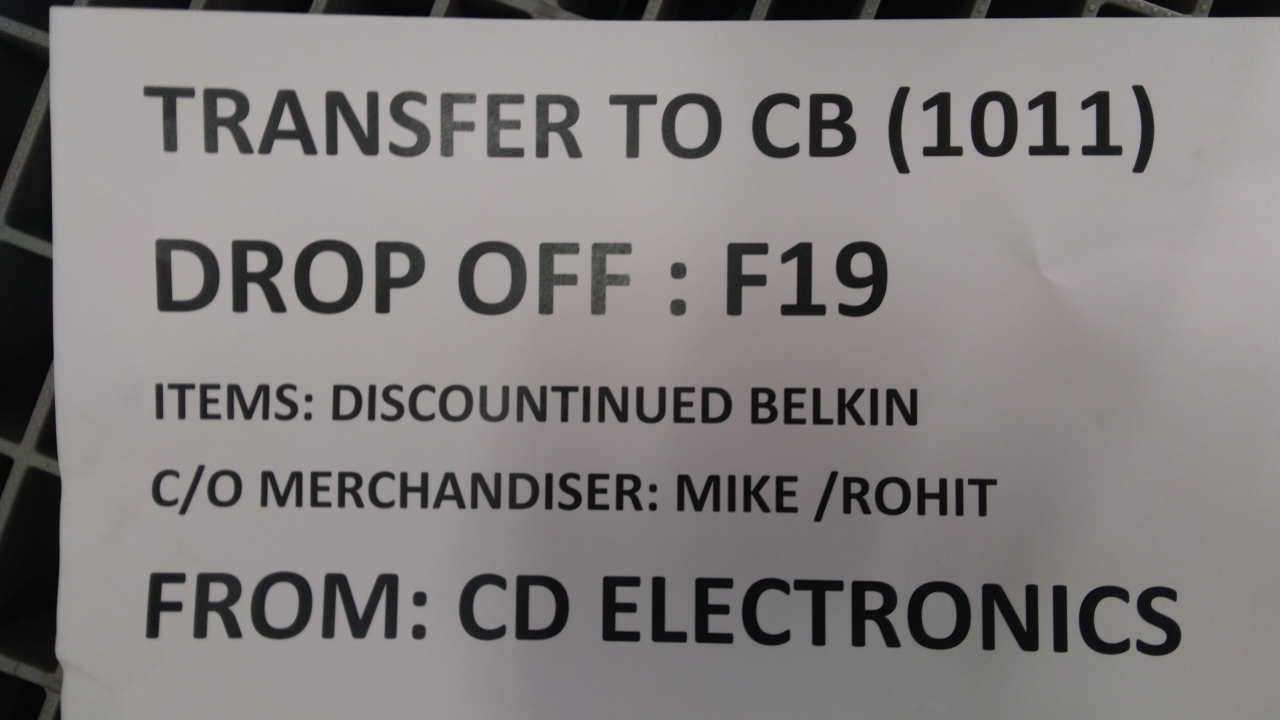 TRANSFER TO CB (1011)
DROP OFF : F19
ITEMS: DISCOUNTINUED BELKIN
C/O MERCHANDISER: MIKE /ROHIT
FROM: CD ELECTRONICS